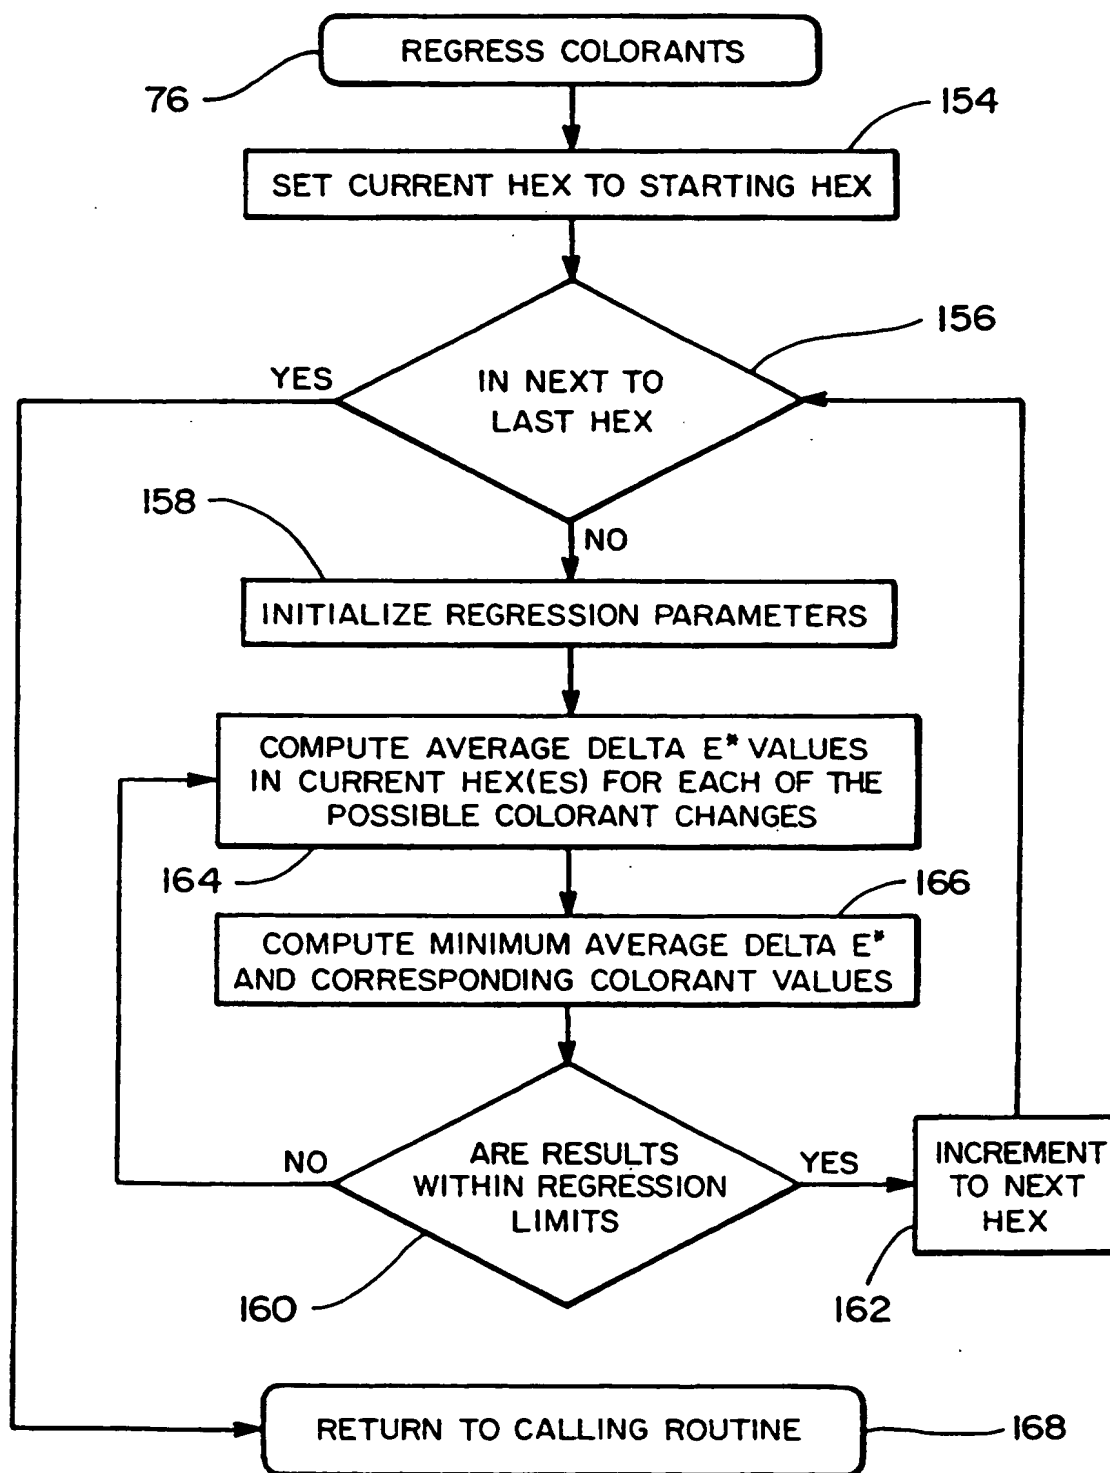 REGRESS COLORANTS
76
154
SET CURRENT HEX TO STARTING HEX
156
YES
IN NEXT TO
LAST HEX
158
NO
INITIALIZE REGRESSION PARAMETERS
COMPUTE AVERAGE DELTA E* VALUES
IN CURRENT HEX(ES) FOR EACH OF THE
POSSIBLE COLORANT CHANGES
164
166
COMPUTE MINIMUM AVERAGE DELTA E*
AND CORRESPONDING COLORANT VALUES
NO
ARE RESULTS
WITHIN REGRESSION
LIMITS
YES
INCREMENT
TO NEXT
HEX
160
162
RETURN TO CALLING ROUTINE
168